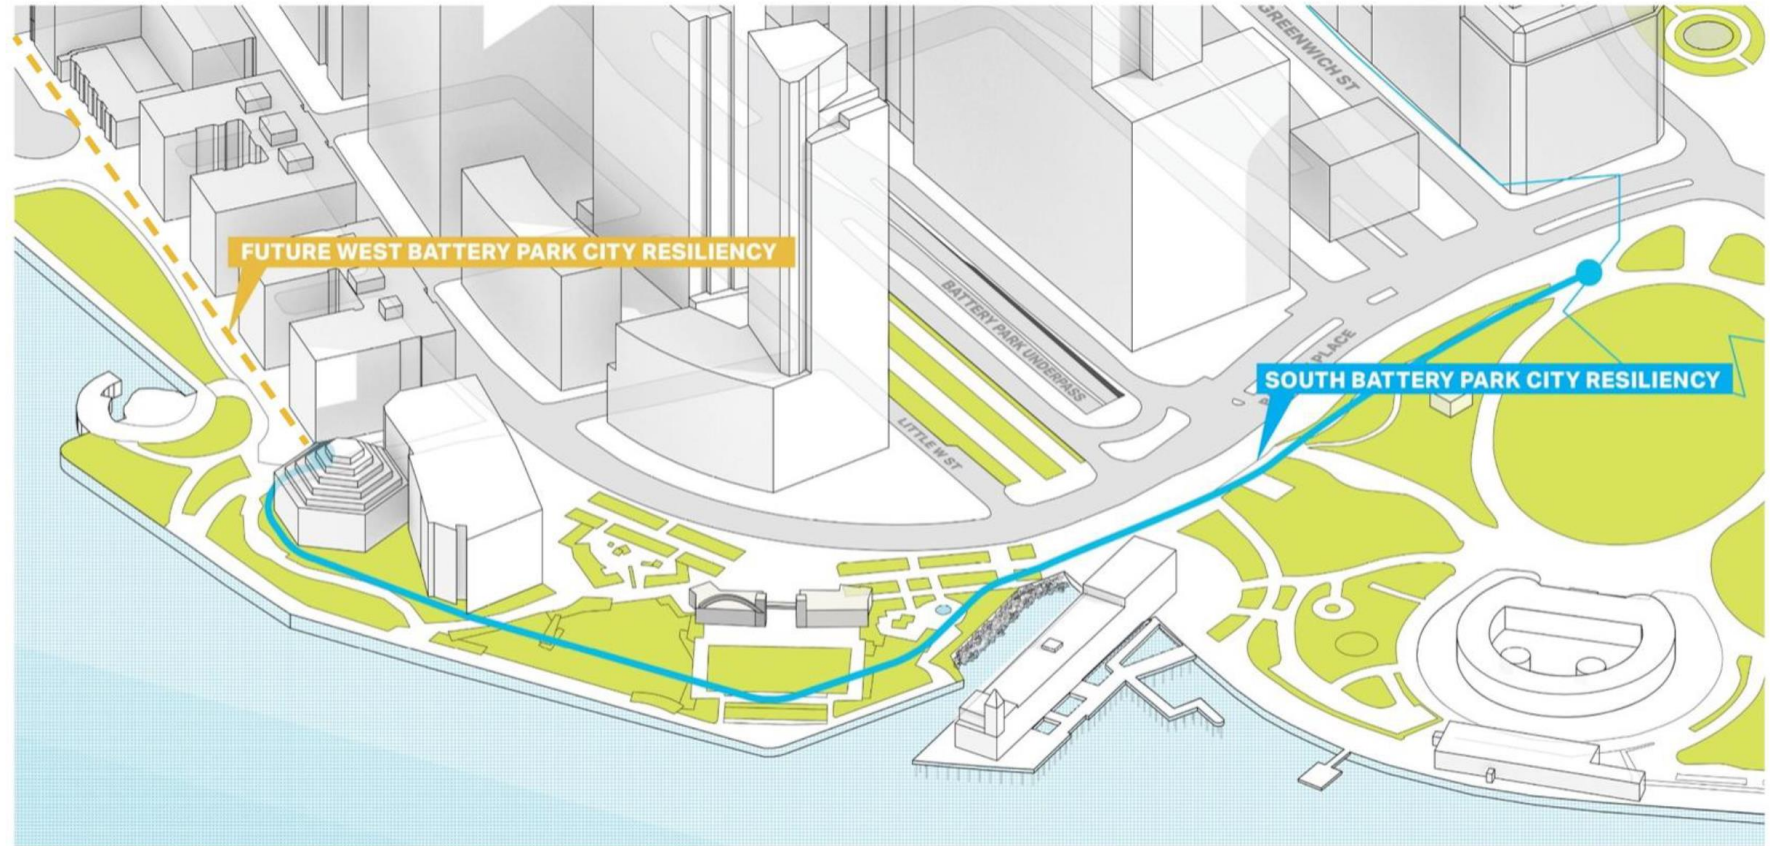 GREENWICH ST
FUTURE WEST BATTERY PARK CITY RESILIENCY
BATTERY PARK UNDERPASS
PLACE
SOUTH BATTERY PARK CITY RESILIENCY
LITTLE W ST